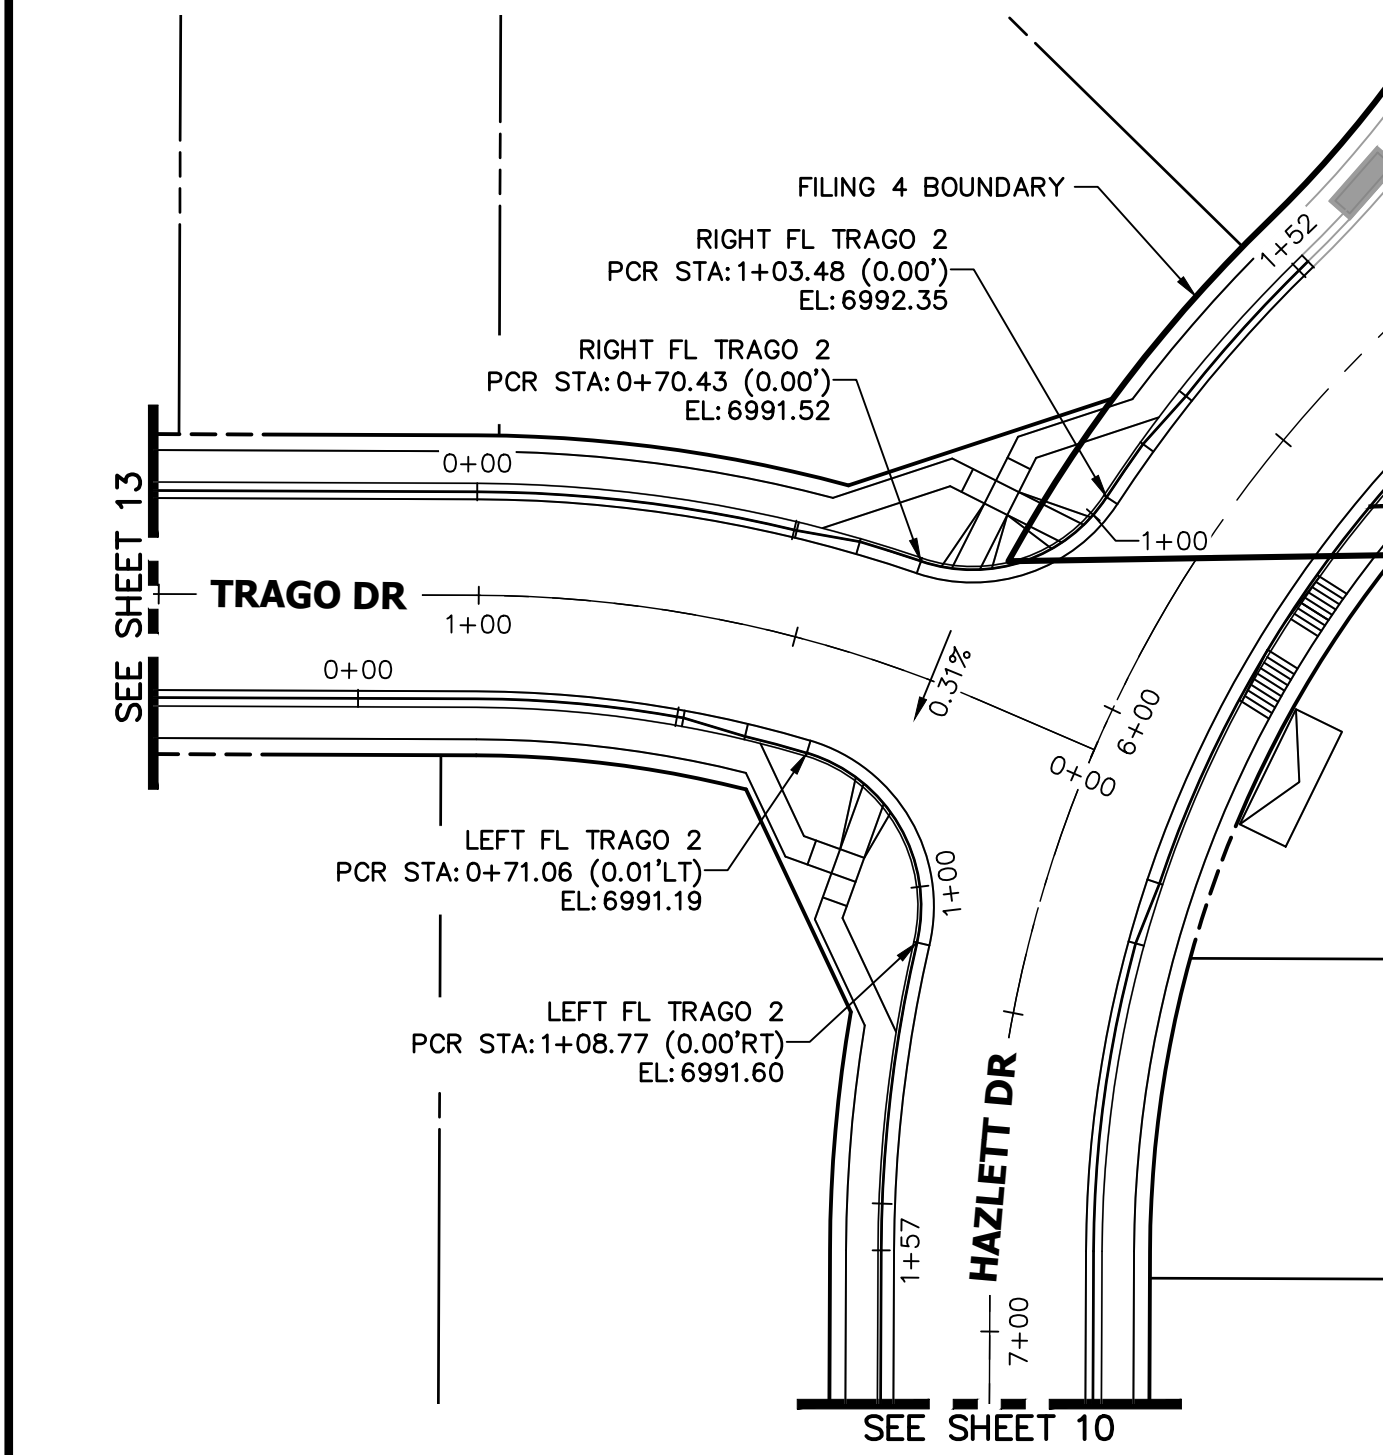 FILING 4 BOUNDARY
1+52
RIGHT FL TRAGO 2
PCR STA:1+03.48 (0.00')
EL:6992.35
RIGHT FL TRAGO 2
PCR STA:0+70.43 (0.00')
EL:6991.52
0+00
SEE SHEET 13
1+00
TRAGO DR
1+00
0+00
0.31%
6+00
0+00
LEFT FL TRAGO 2
PCR STA:0+71.06 (0.01'LT)
EL:6991.19
1+00
LEFT FL TRAGO 2
PCR STA:1+08.77 (0.00'RT)
EL:6991.60
HAZLETT DR
1+57
7+00
SEE SHEET 10